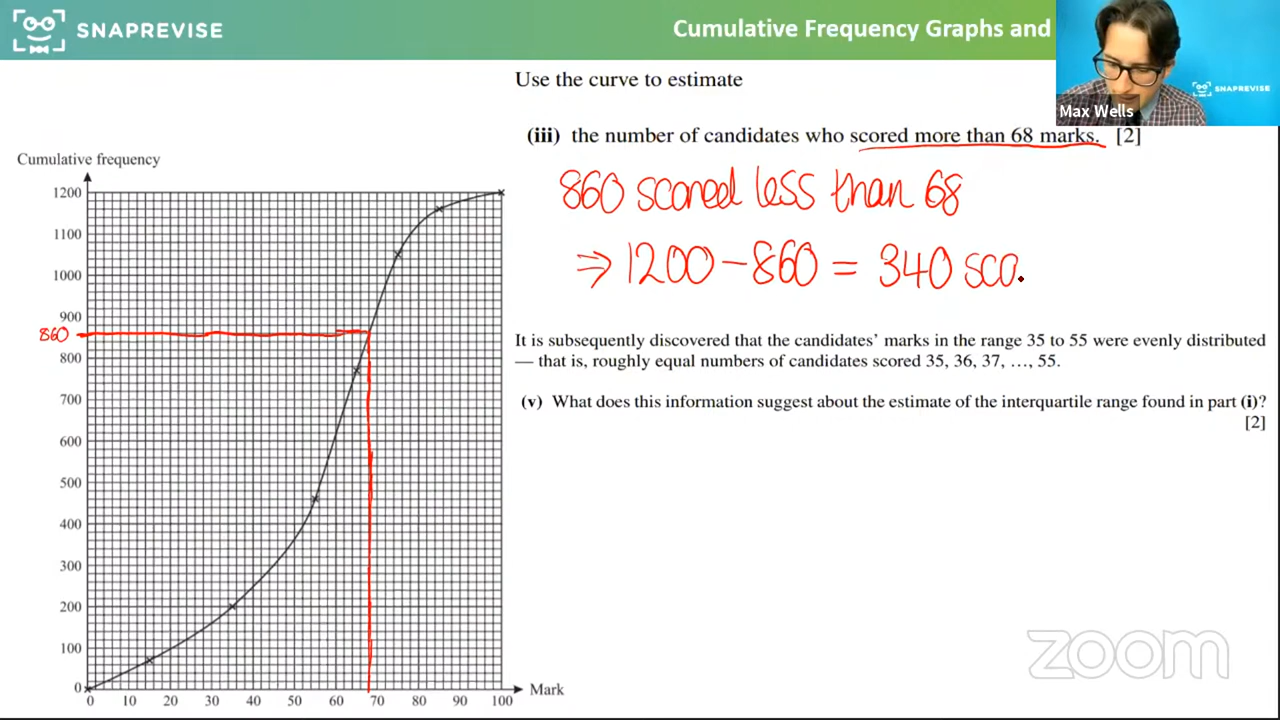 SNAPREVISE
Cumulative Frequency Graphs and
SNAPREVISE
Max Wells
Use the curve to estimate
(iii) the number of candidates who scored more than 68 marks. [2]
860 scored less than 68
⇒ 1200 - 860 = 340 sco
Cumulative frequency
1200
1100
1000
900
860
800
700
600
500
400
300
200
100
0
0 10 20 30 40 50 60 70 80 90 100 Mark
It is subsequently discovered that the candidates' marks in the range 35 to 55 were evenly distributed
— that is, roughly equal numbers of candidates scored 35, 36, 37, …, 55.
(v) What does this information suggest about the estimate of the interquartile range found in part (i)?
[2]
zoom